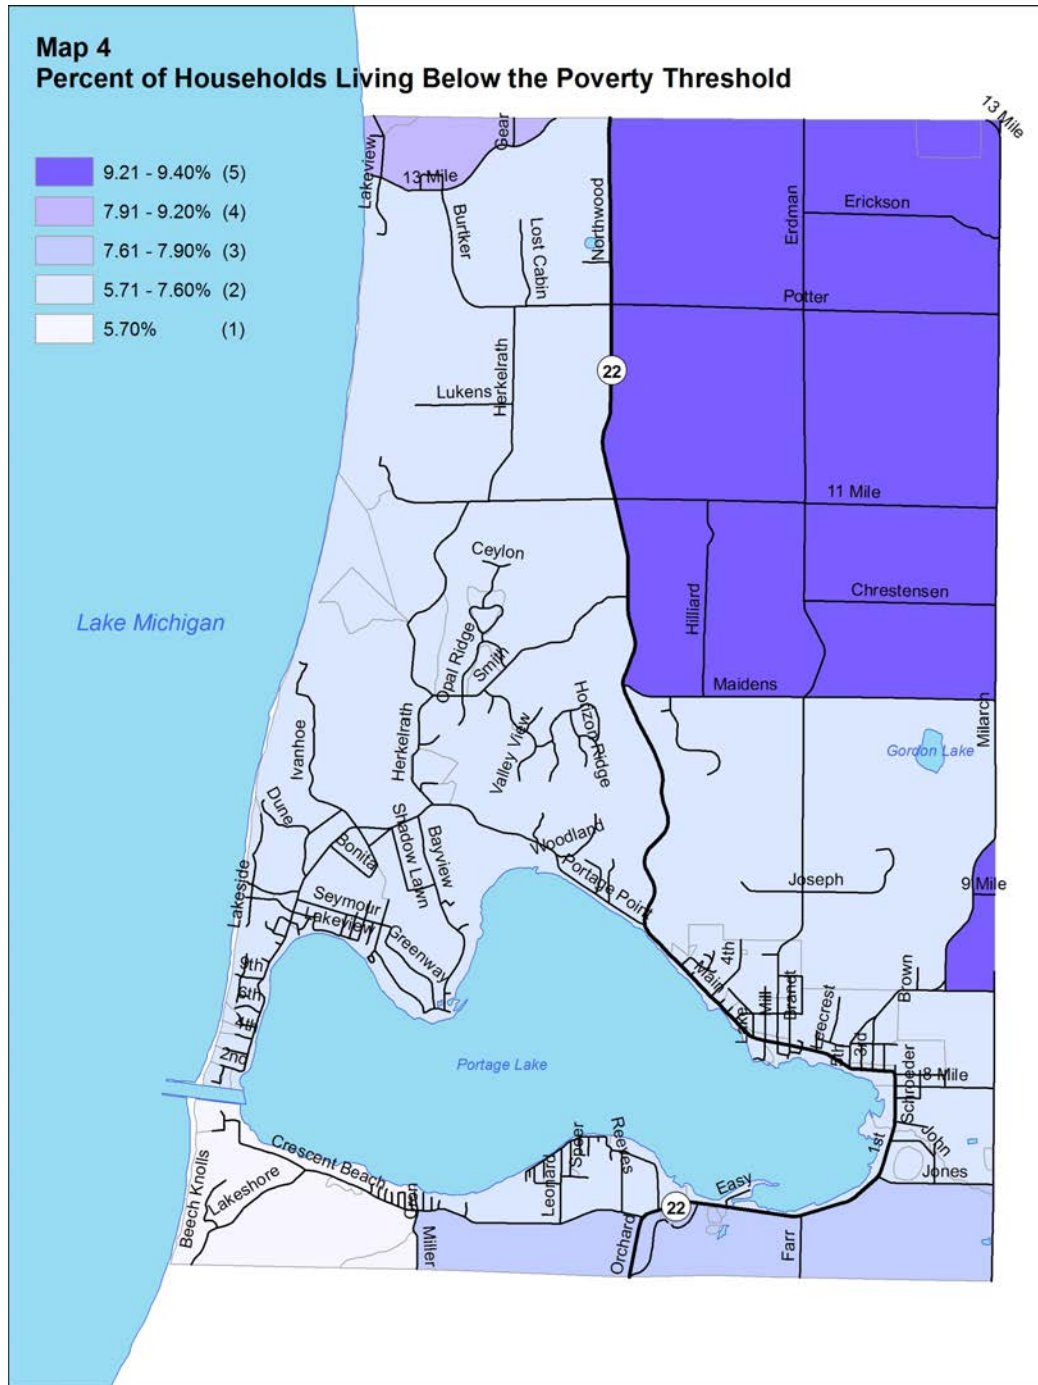 Map 4
Percent of Households Living Below the Poverty Threshold
9.21 - 9.40% (5)
7.91 - 9.20% (4)
7.61 - 7.90% (3)
5.71 - 7.60% (2)
5.70% (1)
13 Mile
Gear
Lakeview
13 Mile
Burtker
Lost Cabin
Northwood
Erdman
Erickson
Potter
22
Herkelrath
Lukens
11 Mile
Ceylon
Hilliard
Chrestensen
Lake Michigan
Opal Ridge
Smith
Maidens
Milarch
Horizon Ridge
Valley View
Herkelrath
Ivanhoe
Gordon Lake
Dune
Shadow Lawn
Bayview
Bonita
Woodland
Portage Point
Joseph
9 Mile
Lakeside
Seymour
Lakeview
Greenway
4th
Main
Brown
9th
6th
4th
2nd
Lake
Mill
Brandt
Leecrest
5th
3rd
Portage Lake
Schroeder
8 Mile
1st
John
Jones
Crescent Beach
Beech Knolls
Lakeshore
Leonard
Speer
Reeves
Easy
22
Miller
Orchard
Farr